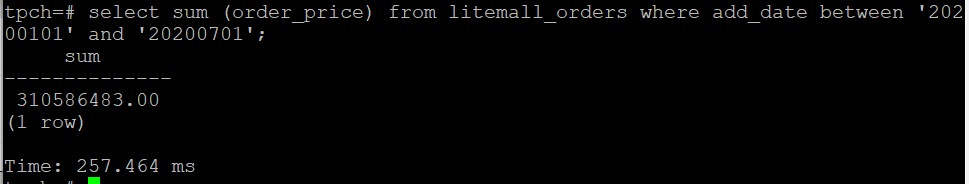 tpch=# select sum (order_price) from litemall_orders where add_date between '202
00101' and '20200701';
     sum
--------------
 310586483.00
(1 row)

Time: 257.464 ms
tpch=#